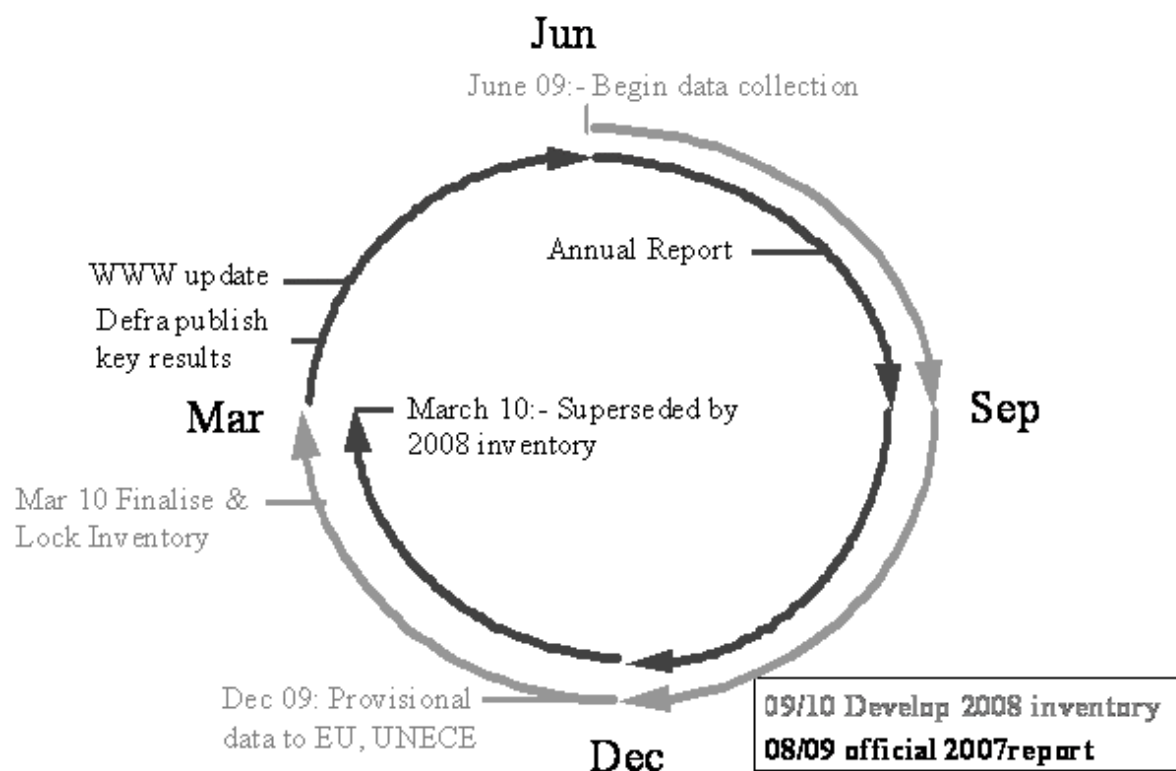 Jun
June 09:- Begin data collection
Annual Report
WWW update
Defra publish
key results
Mar
March 10:- Superseded by
2008 inventory
Sep
Mar 10 Finalise &
Lock Inventory
Dec 09: Provisional
data to EU, UNECE
Dec
09/10 Develop 2008 inventory
08/09 official 2007report